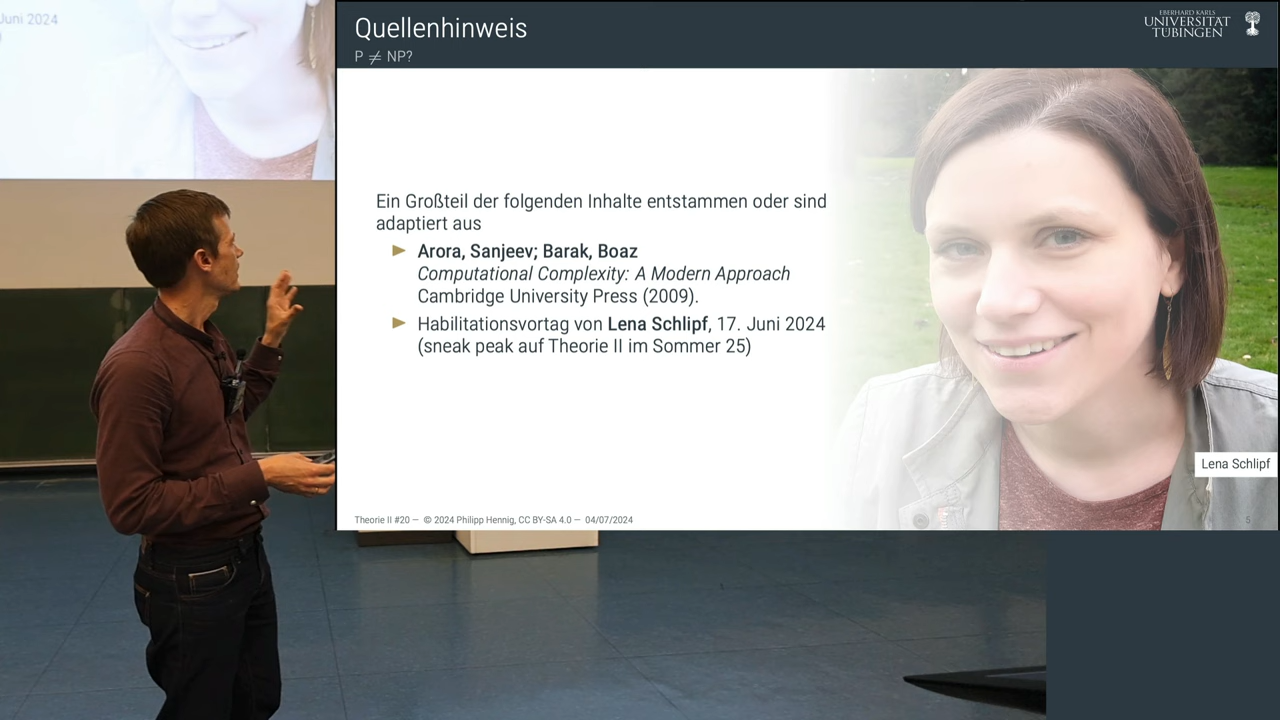 Juni 2024
Quellenhinweis
P ≠ NP?
EBERHARD KARLS
UNIVERSITÄT
TÜBINGEN
Ein Großteil der folgenden Inhalte entstammen oder sind
adaptiert aus
► Arora, Sanjeev; Barak, Boaz
Computational Complexity: A Modern Approach
Cambridge University Press (2009).
► Habilitationsvortag von Lena Schlipf, 17. Juni 2024
(sneak peak auf Theorie II im Sommer 25)
Lena Schlipf
Theorie II #20 — © 2024 Philipp Hennig, CC BY-SA 4.0 — 04/07/2024
5